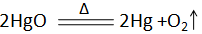 2HgO ==Δ== 2Hg +O₂↑